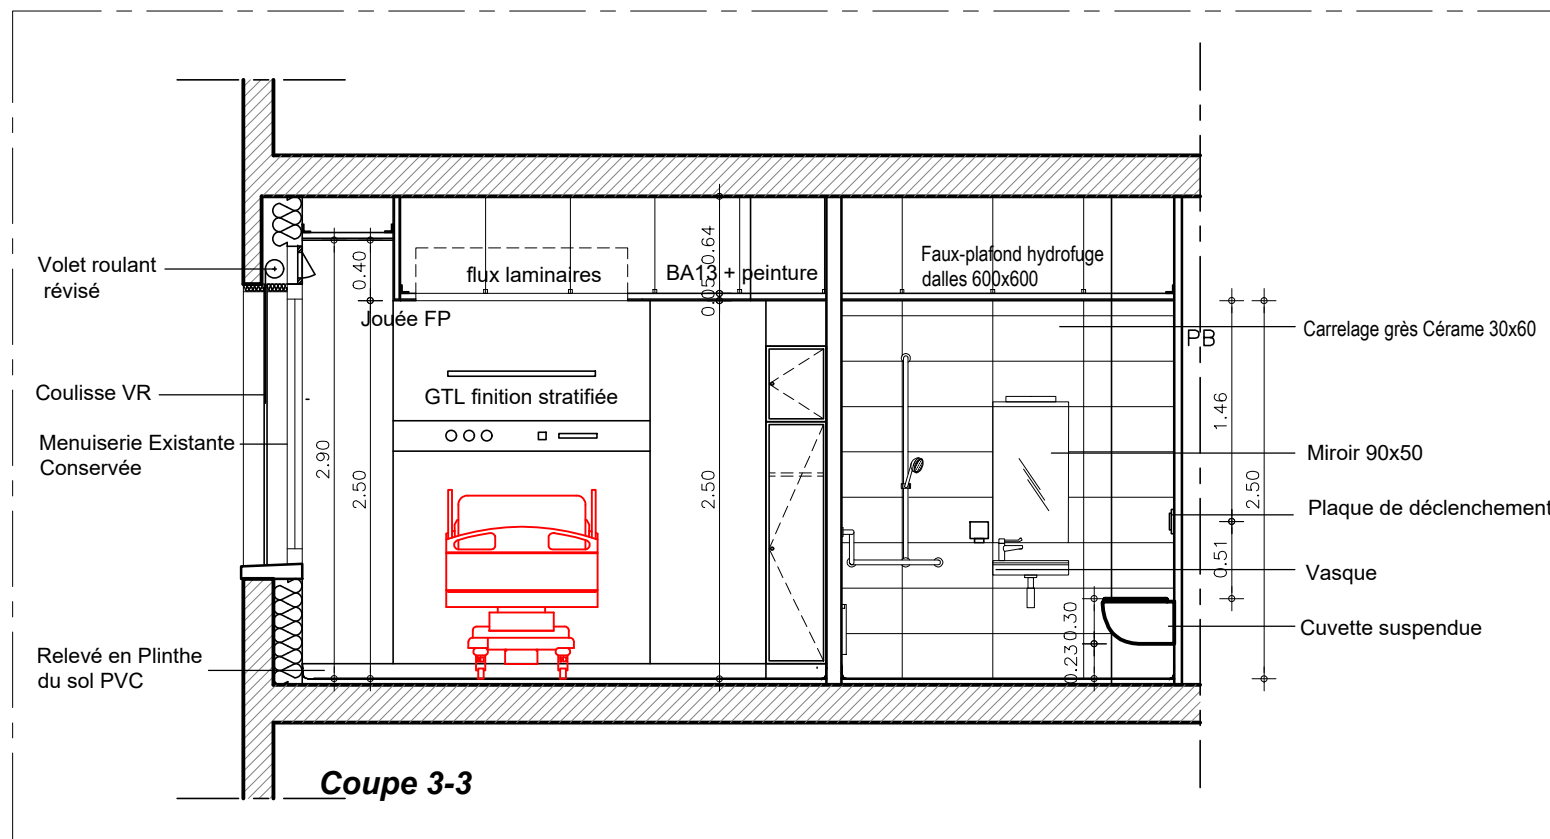 Volet roulant
révisé
Coulisse VR
Menuiserie Existante
Conservée
Relevé en Plinthe
du sol PVC
0.40
2.90
2.50
Jouée FP
flux laminaires
GTL finition stratifiée
BA13 + peinture
0.64
0.05
2.50
Faux-plafond hydrofuge
dalles 600x600
PB
1.46
0.51
2.50
0.30
0.23
Carrelage grès Cérame 30x60
Miroir 90x50
Plaque de déclenchement
Vasque
Cuvette suspendue
Coupe 3-3